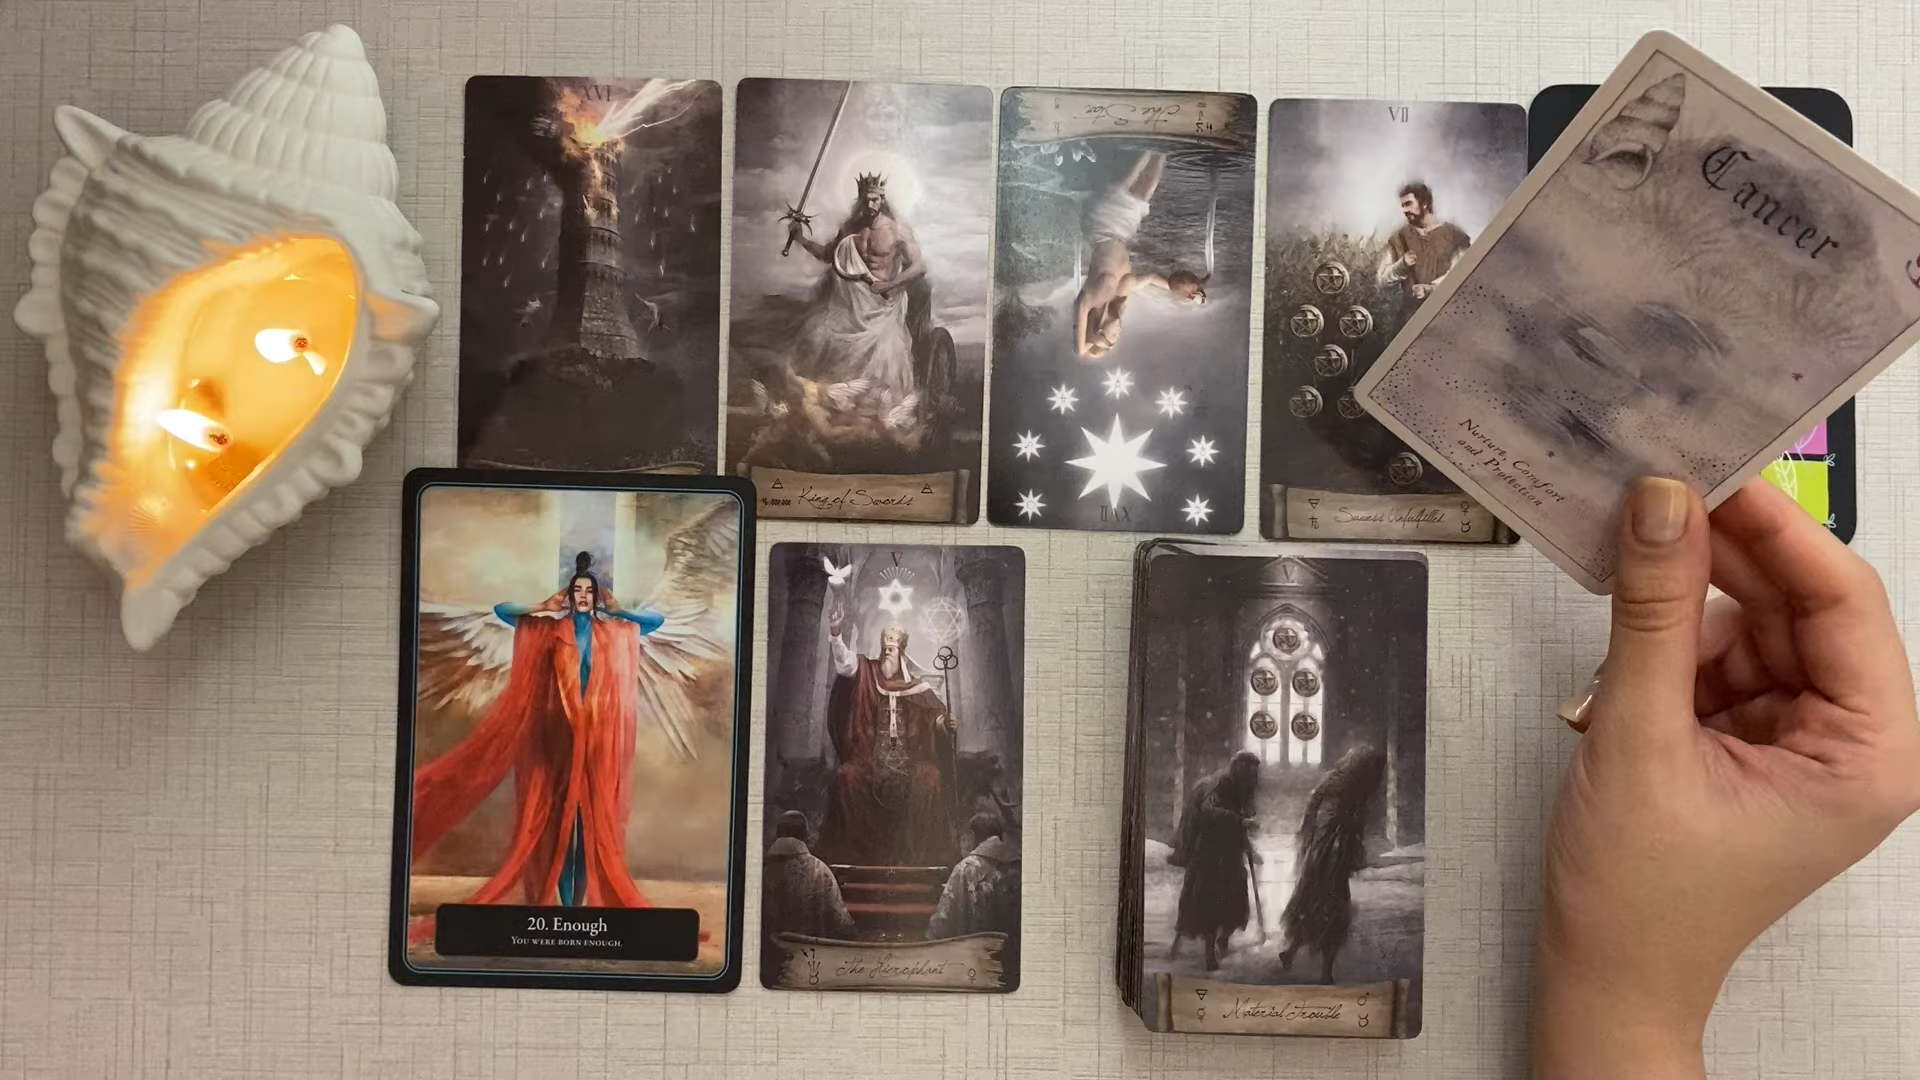 XVI
VII
Cancer
Nurture, Comfort
and Protection
The Star
XVII
King of Swords
Success Unfulfilled
20. Enough
YOU WERE BORN ENOUGH.
V
The Hierophant
V
Material Trouble